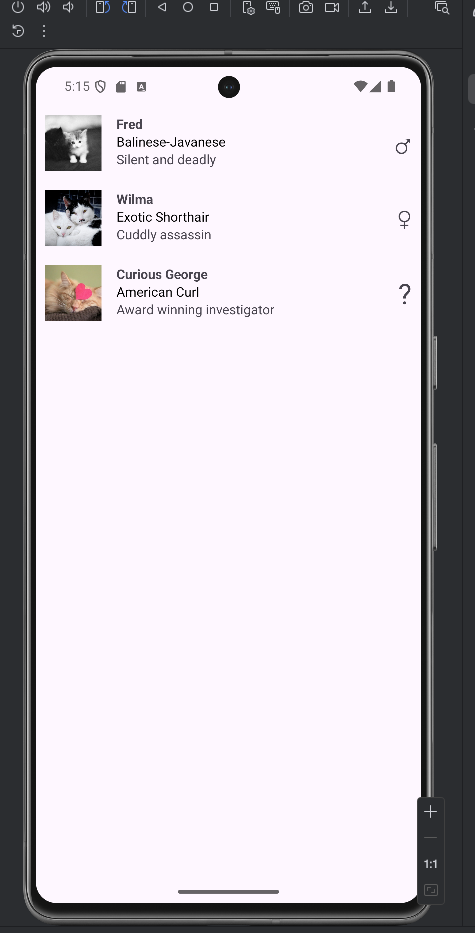 5:15
A
Fred
Balinese-Javanese
Silent and deadly
♂
Wilma
Exotic Shorthair
Cuddly assassin
♀
Curious George
American Curl
Award winning investigator
?
1:1